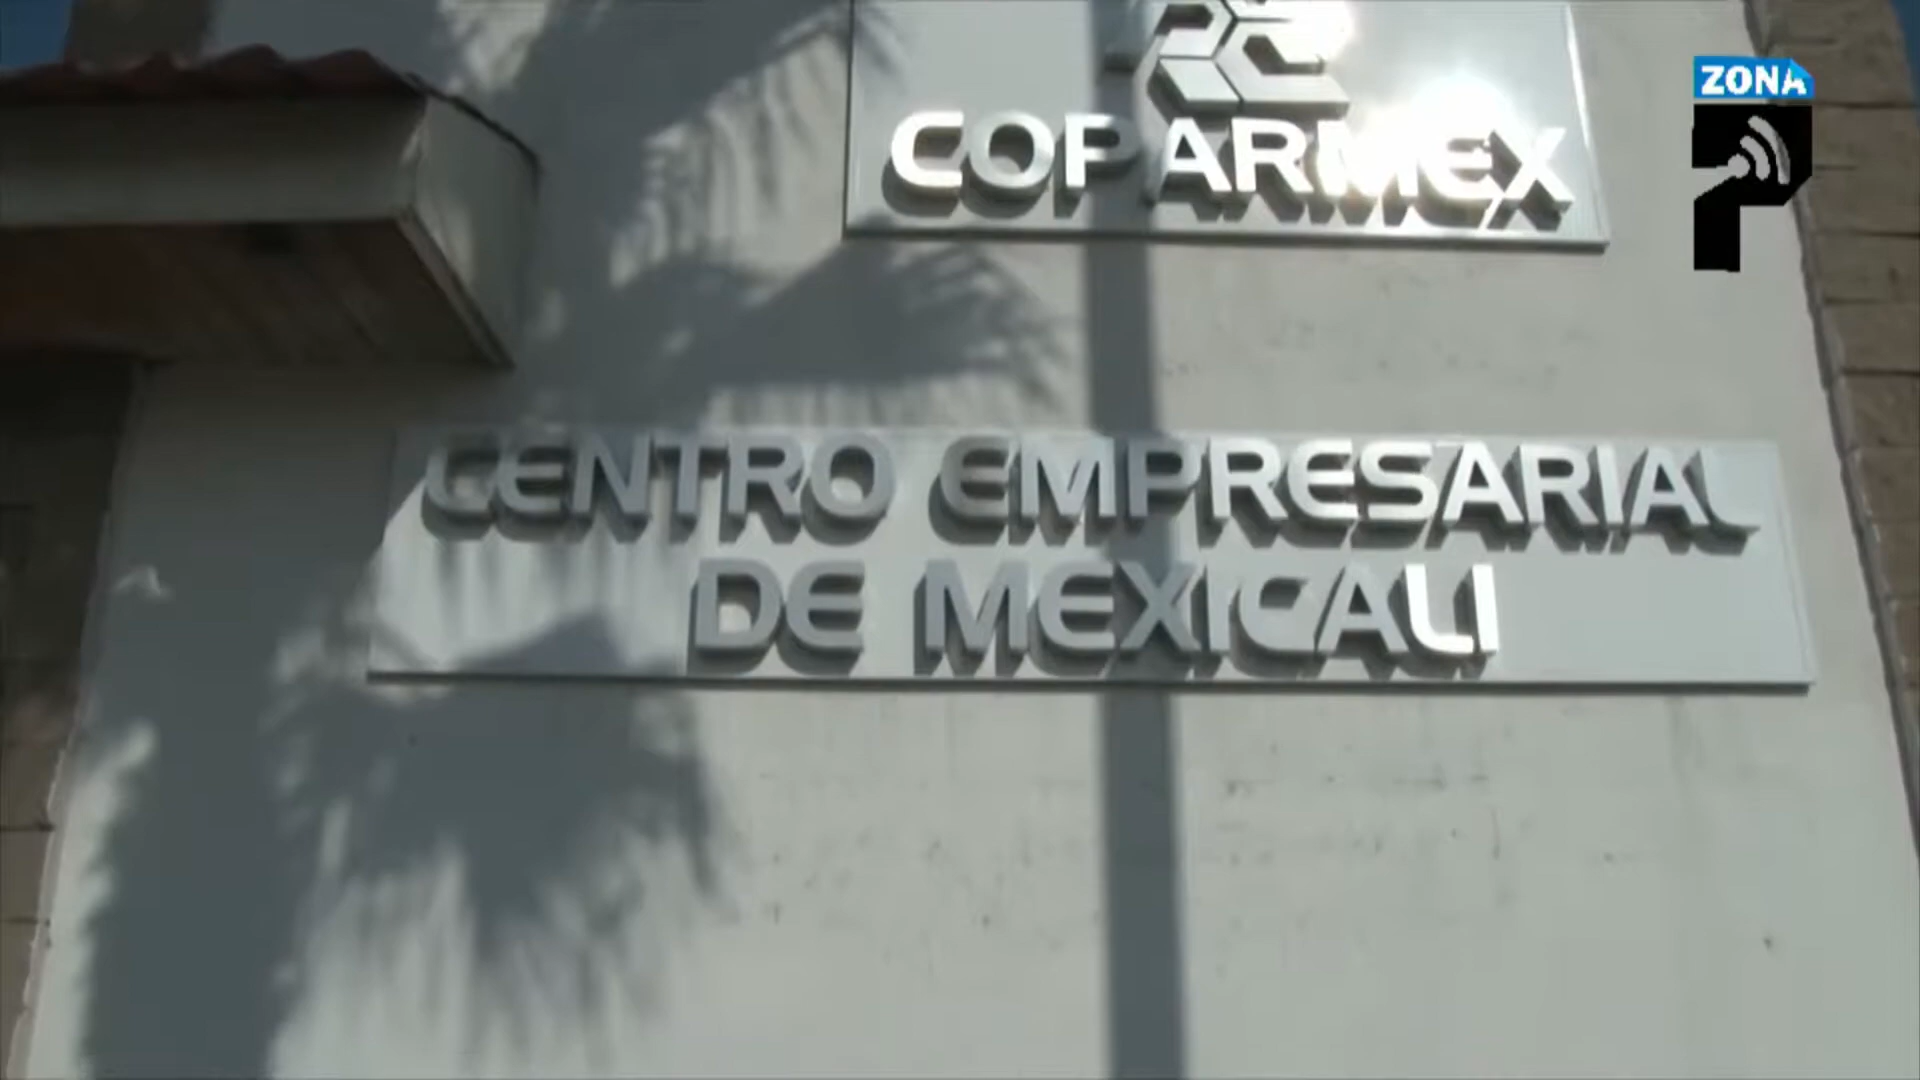 COPARMEX
ZONA
P
CENTRO EMPRESARIAL
DE MEXICALI